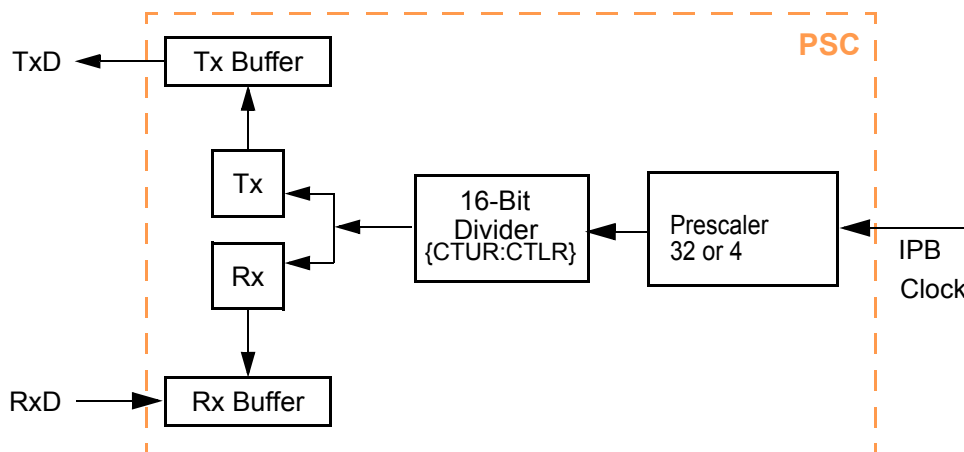 PSC
TxD
Tx Buffer
Tx
16-Bit
Divider
{CTUR:CTLR}
Prescaler
32 or 4
IPB
Clock
Rx
RxD
Rx Buffer